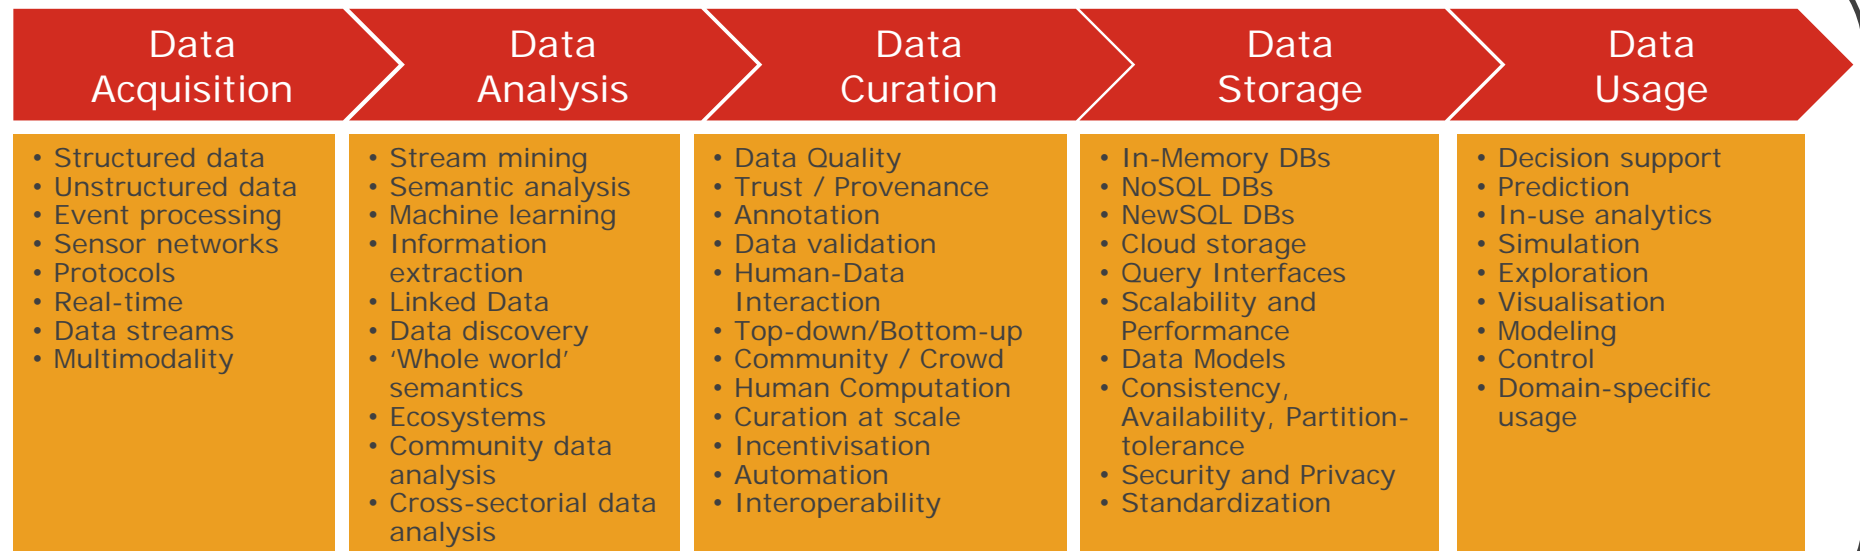 Data
Acquisition
Data
Analysis
Data
Curation
Data
Storage
Data
Usage
• Structured data
• Unstructured data
• Event processing
• Sensor networks
• Protocols
• Real-time
• Data streams
• Multimodality
• Stream mining
• Semantic analysis
• Machine learning
• Information
extraction
• Linked Data
• Data discovery
• ‘Whole world’
semantics
• Ecosystems
• Community data
analysis
• Cross-sectorial data
analysis
• Data Quality
• Trust / Provenance
• Annotation
• Data validation
• Human-Data
Interaction
• Top-down/Bottom-up
• Community / Crowd
• Human Computation
• Curation at scale
• Incentivisation
• Automation
• Interoperability
• In-Memory DBs
• NoSQL DBs
• NewSQL DBs
• Cloud storage
• Query Interfaces
• Scalability and
Performance
• Data Models
• Consistency,
Availability, Partition-
tolerance
• Security and Privacy
• Standardization
• Decision support
• Prediction
• In-use analytics
• Simulation
• Exploration
• Visualisation
• Modeling
• Control
• Domain-specific
usage